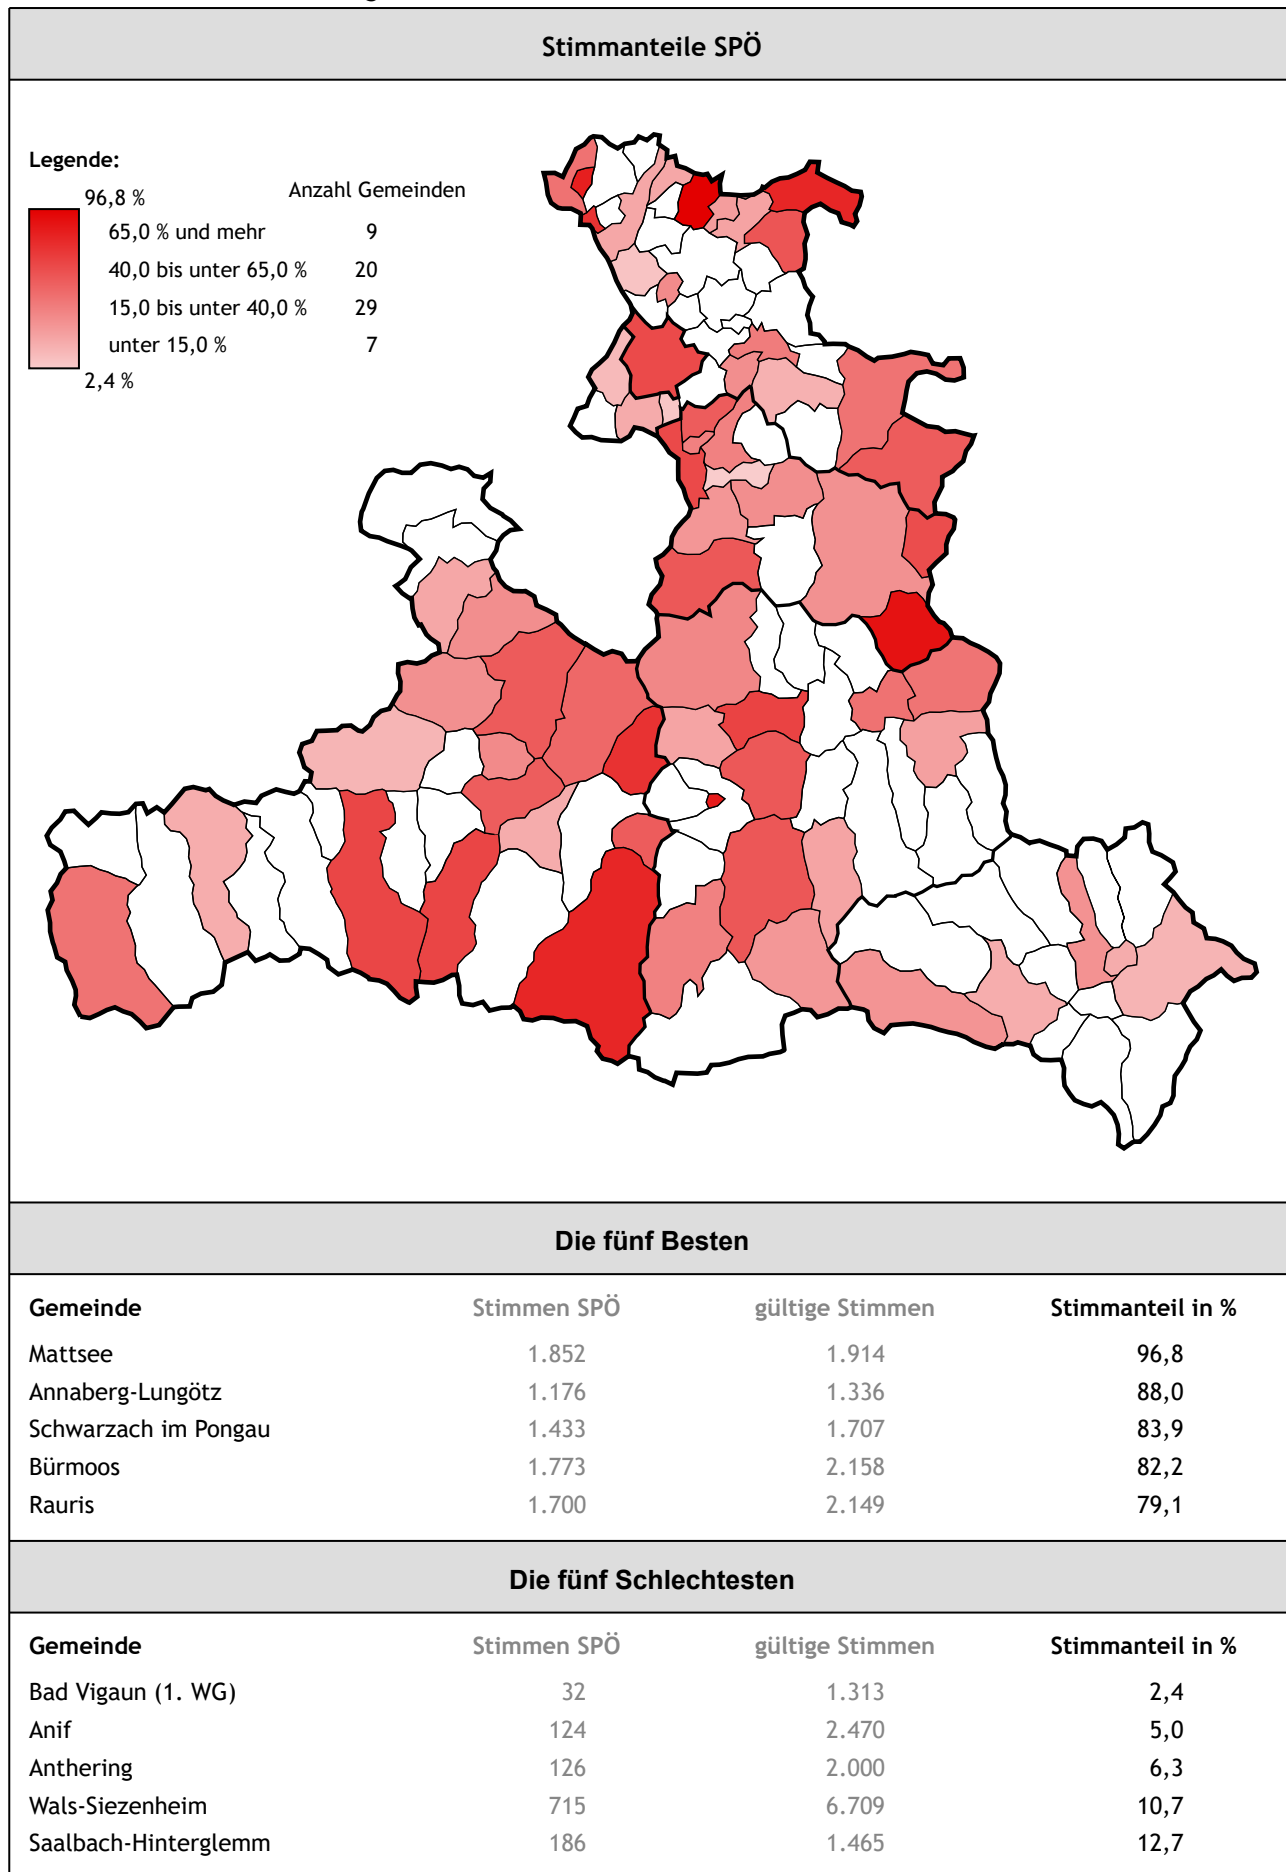 Stimmanteile SPÖ
Legende:
96,8 %
Anzahl Gemeinden
65,0 % und mehr 9
40,0 bis unter 65,0 % 20
15,0 bis unter 40,0 % 29
unter 15,0 % 7
2,4 %
Die fünf Besten
Gemeinde Stimmen SPÖ gültige Stimmen Stimmanteil in %
Mattsee 1.852 1.914 96,8
Annaberg-Lungötz 1.176 1.336 88,0
Schwarzach im Pongau 1.433 1.707 83,9
Bürmoos 1.773 2.158 82,2
Rauris 1.700 2.149 79,1
Die fünf Schlechtesten
Gemeinde Stimmen SPÖ gültige Stimmen Stimmanteil in %
Bad Vigaun (1. WG) 32 1.313 2,4
Anif 124 2.470 5,0
Anthering 126 2.000 6,3
Wals-Siezenheim 715 6.709 10,7
Saalbach-Hinterglemm 186 1.465 12,7